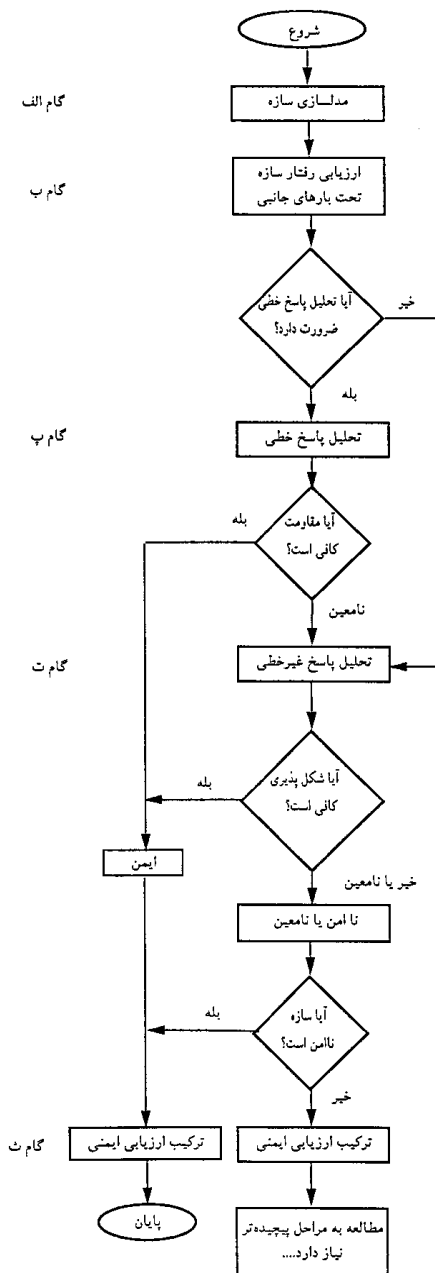 شروع
گام الف
مدلسازی سازه
گام ب
ارزیابی رفتار سازه
تحت بارهای جانبی
آیا تحلیل پاسخ خطی
ضرورت دارد؟
خیر
بله
گام پ
تحلیل پاسخ خطی
آیا مقاومت
کافی است؟
بله
نامعین
گام ت
تحلیل پاسخ غیرخطی
آیا شکل پذیری
کافی است؟
بله
ایمن
خیر یا نامعین
نا امن یا نامعین
آیا سازه
ناامن است؟
بله
خیر
گام ث
ترکیب ارزیابی ایمنی
ترکیب ارزیابی ایمنی
پایان
مطالعه به مراحل پیچیده‌تر
نیاز دارد....